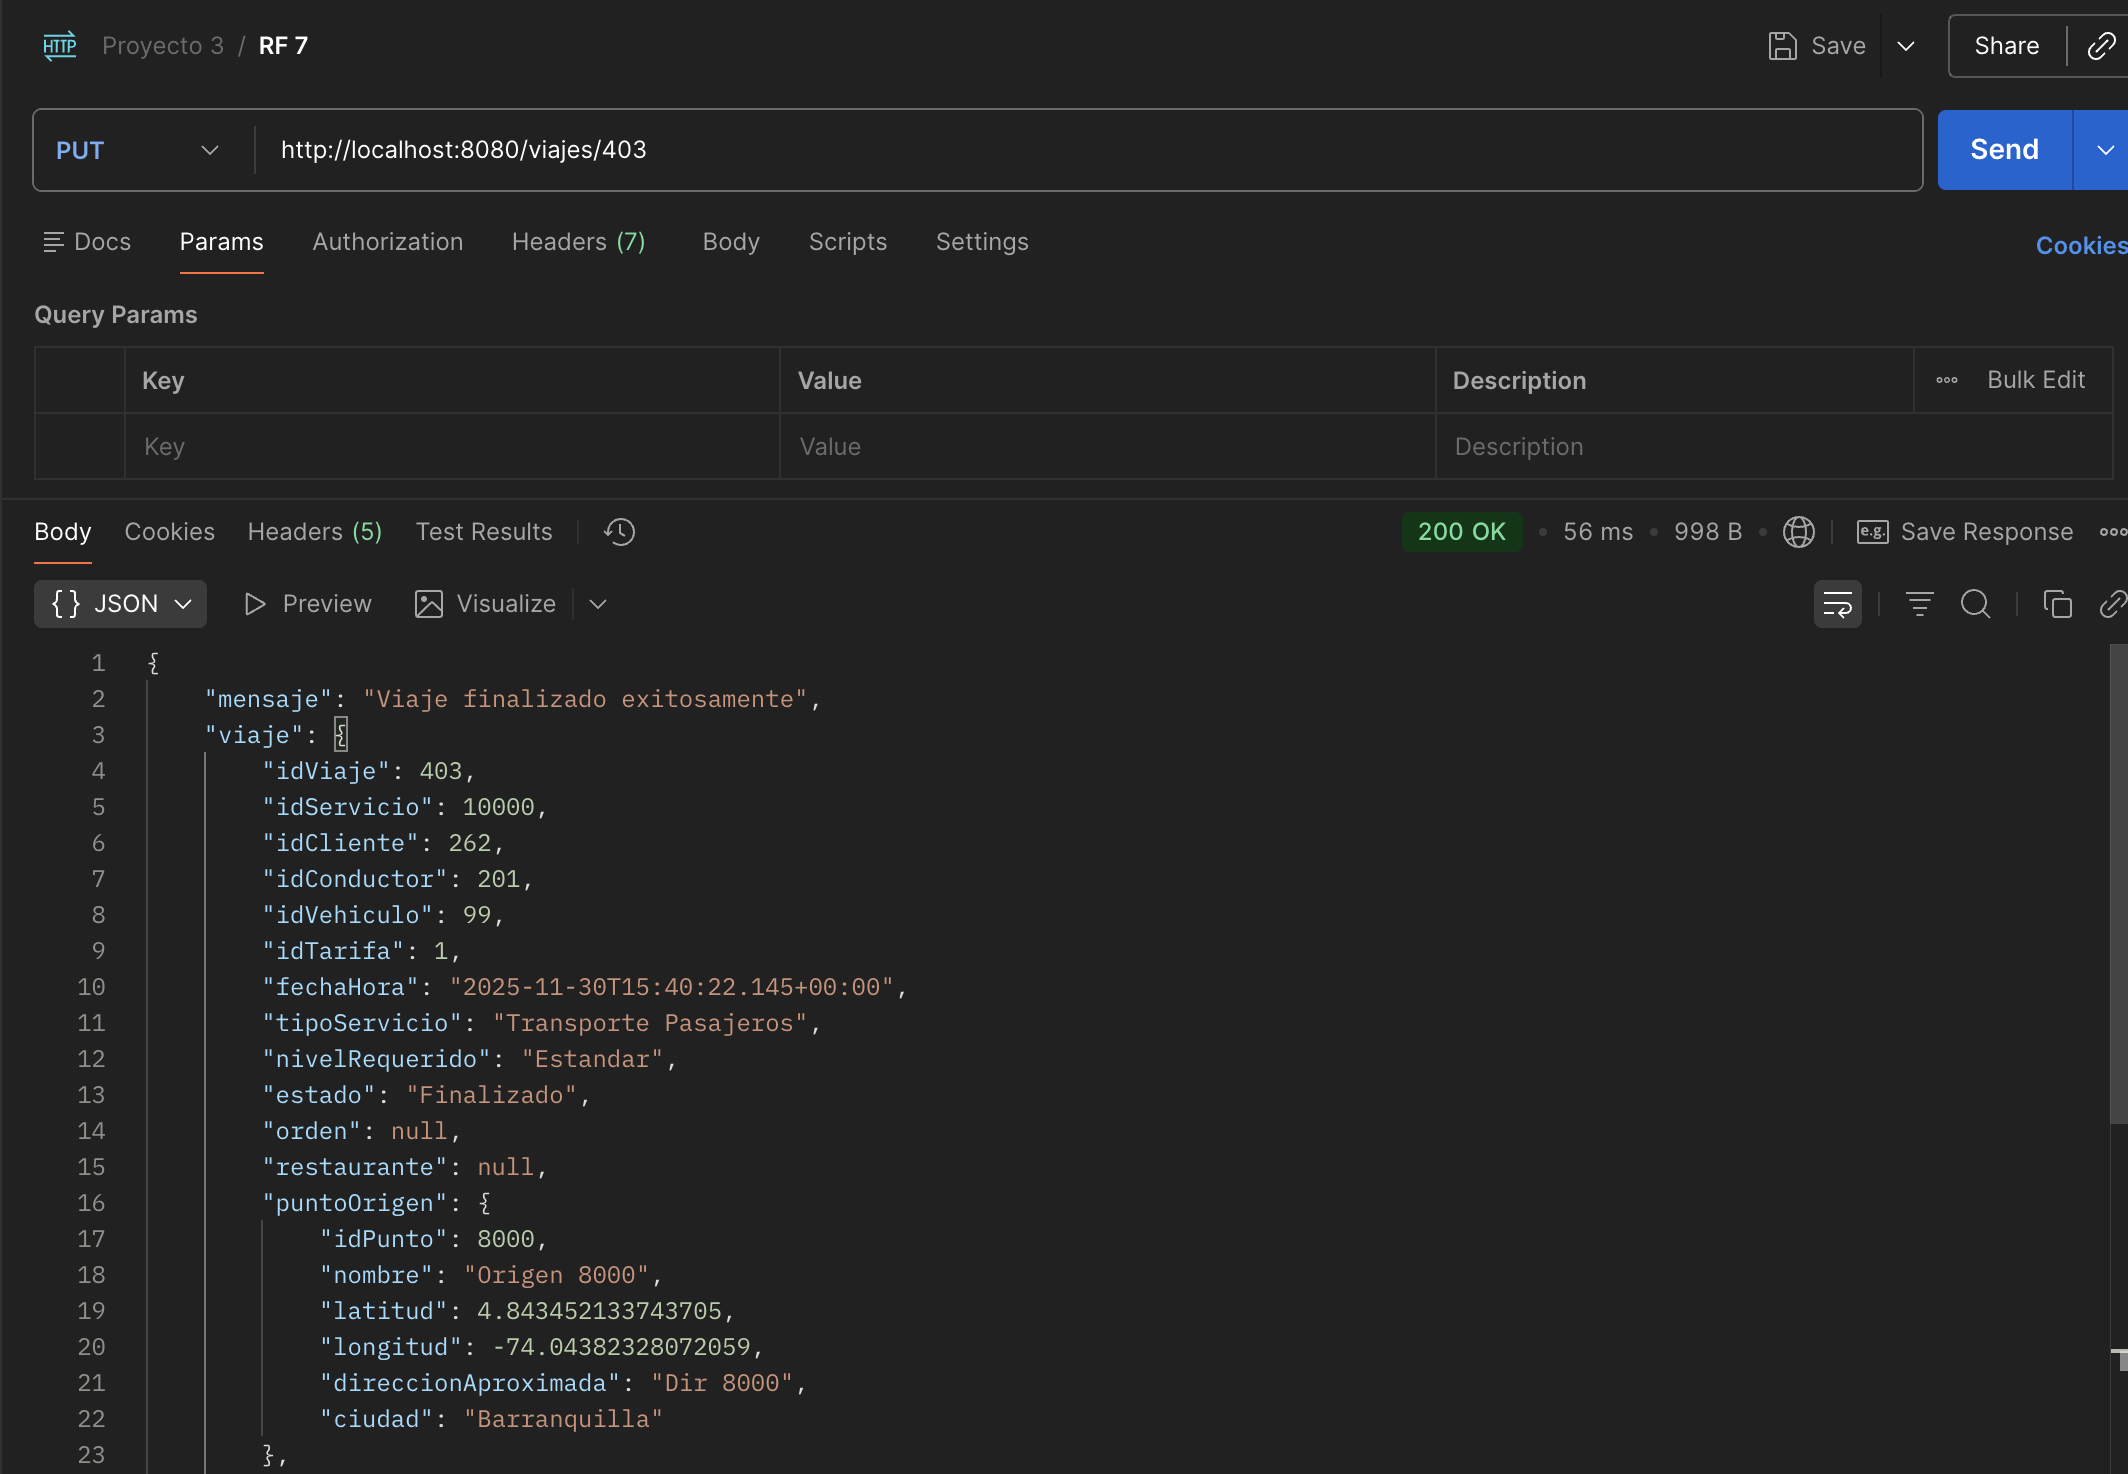 HTTP Proyecto 3 / RF 7 Save Share
PUT http://localhost:8080/viajes/403 Send
Docs Params Authorization Headers (7) Body Scripts Settings Cookies
Query Params
Key Value Description Bulk Edit
Key Value Description
Body Cookies Headers (5) Test Results 200 OK • 56 ms • 998 B • e.g. Save Response
{} JSON Preview Visualize
1 {
2 "mensaje": "Viaje finalizado exitosamente",
3 "viaje": {
4 "idViaje": 403,
5 "idServicio": 10000,
6 "idCliente": 262,
7 "idConductor": 201,
8 "idVehiculo": 99,
9 "idTarifa": 1,
10 "fechaHora": "2025-11-30T15:40:22.145+00:00",
11 "tipoServicio": "Transporte Pasajeros",
12 "nivelRequerido": "Estandar",
13 "estado": "Finalizado",
14 "orden": null,
15 "restaurante": null,
16 "puntoOrigen": {
17 "idPunto": 8000,
18 "nombre": "Origen 8000",
19 "latitud": 4.843452133743705,
20 "longitud": -74.04382328072059,
21 "direccionAproximada": "Dir 8000",
22 "ciudad": "Barranquilla"
23 },